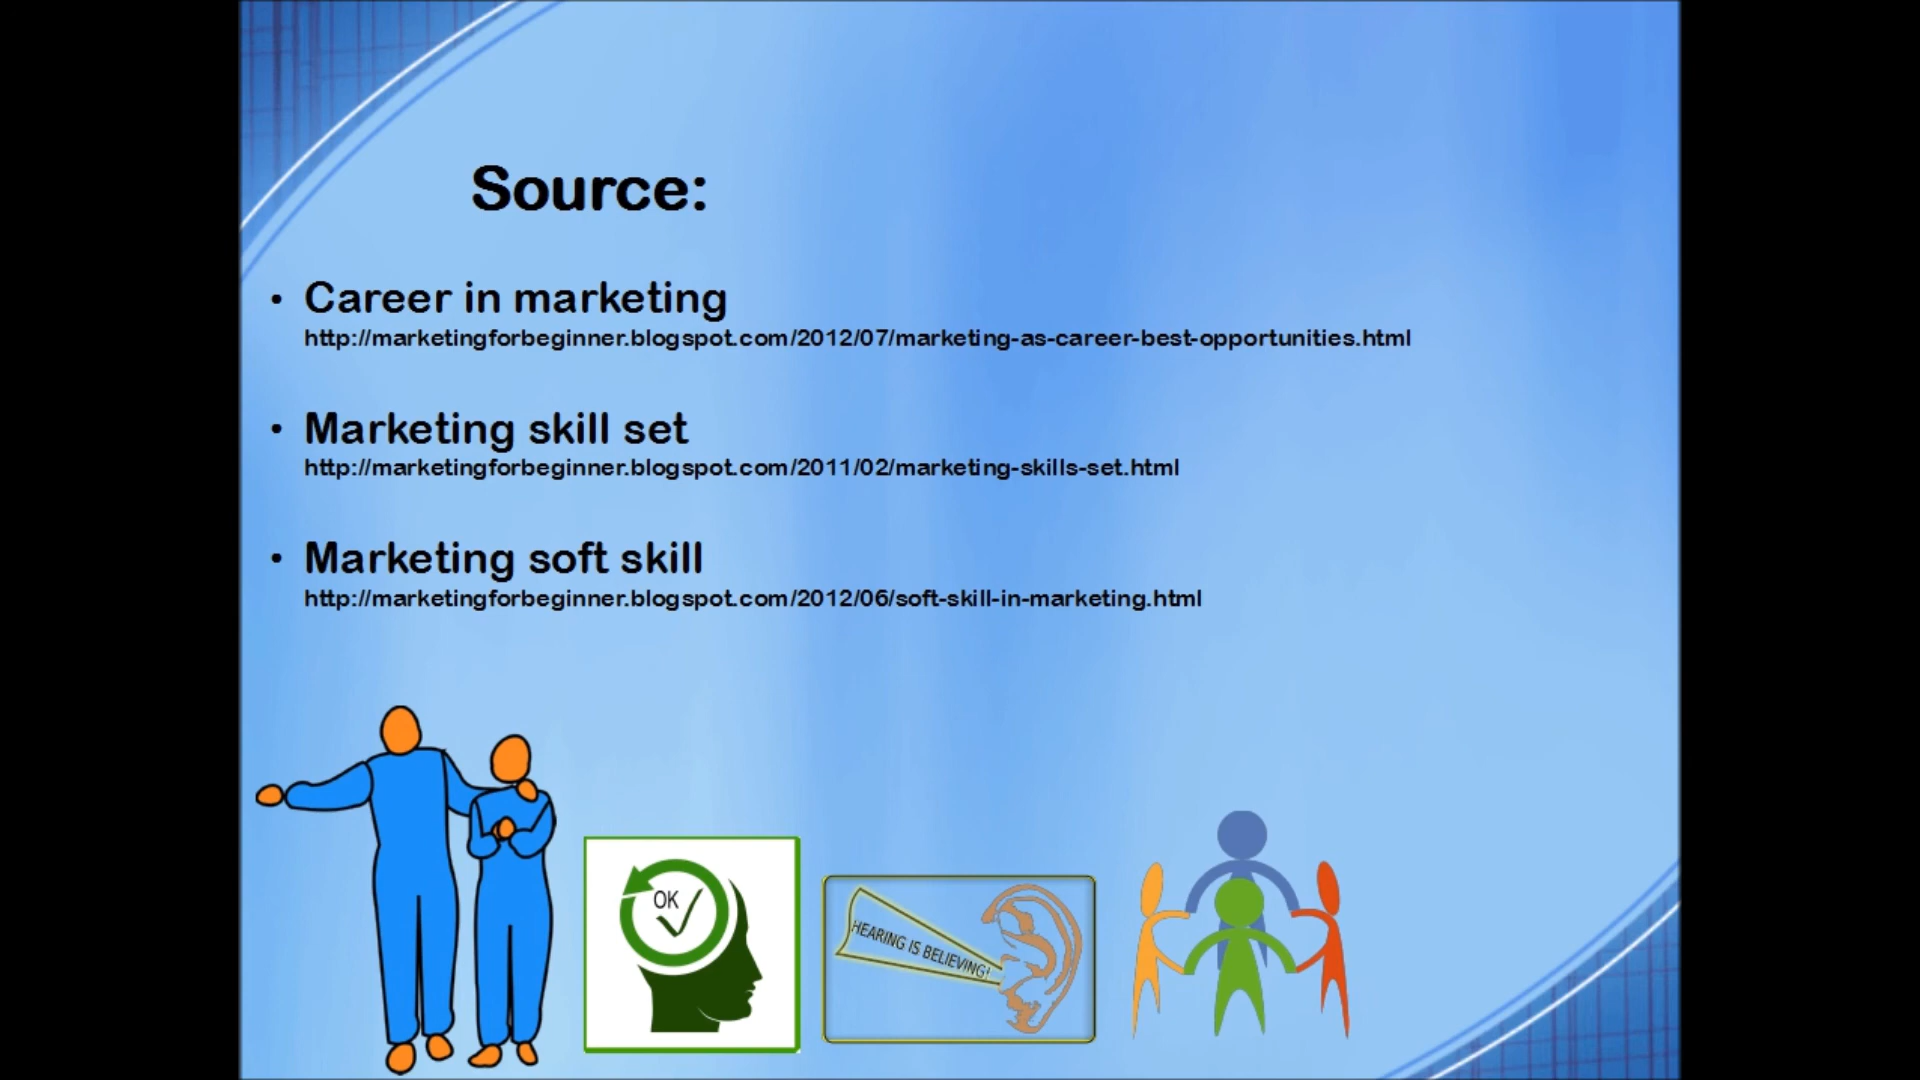 Source:
• Career in marketing
http://marketingforbeginner.blogspot.com/2012/07/marketing-as-career-best-opportunities.html
• Marketing skill set
http://marketingforbeginner.blogspot.com/2011/02/marketing-skills-set.html
• Marketing soft skill
http://marketingforbeginner.blogspot.com/2012/06/soft-skill-in-marketing.html
OK
HEARING IS BELIEVING!